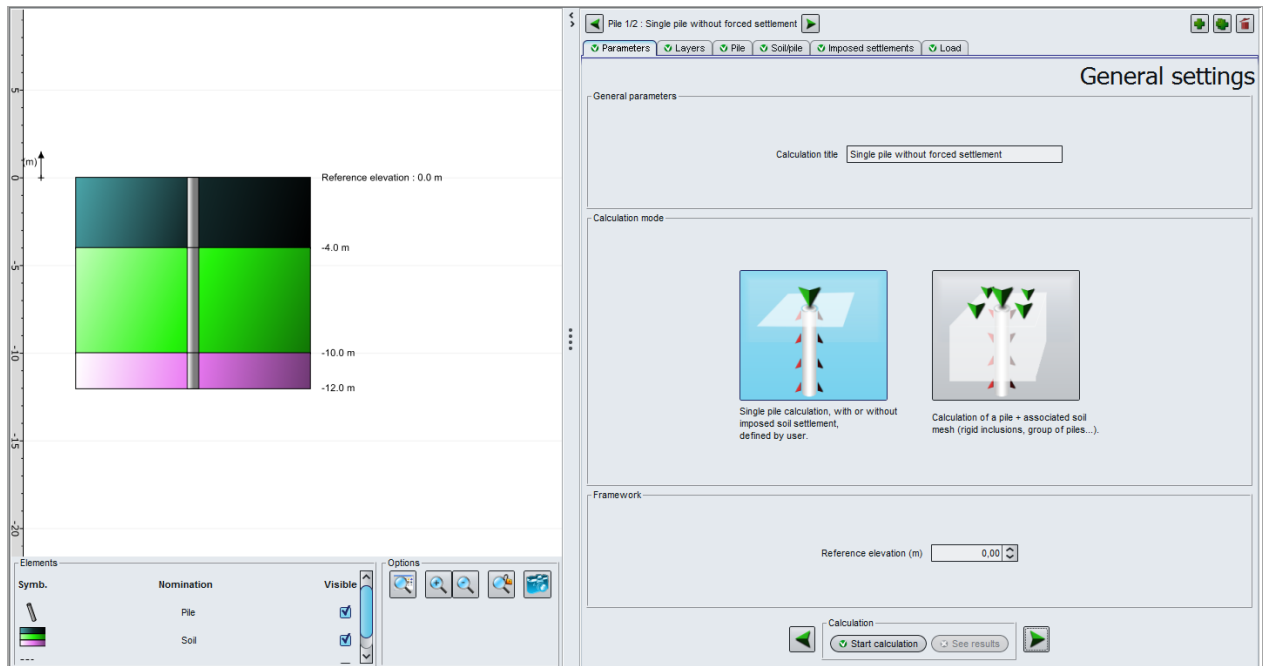 Pile 1/2 : Single pile without forced settlement
Parameters
Layers
Pile
Soil/pile
Imposed settlements
Load
General settings
General parameters
Calculation title
Single pile without forced settlement
Calculation mode
Single pile calculation, with or without
imposed soil settlement,
defined by user.
Calculation of a pile + associated soil
mesh (rigid inclusions, group of piles...).
Framework
Reference elevation (m)
0,00
Calculation
Start calculation
See results
5
(m)
0
-5
-10
-15
-20
Reference elevation : 0.0 m
-4.0 m
-10.0 m
-12.0 m
Elements
Symb.
Nomination
Visible
Pile
Soil
Options